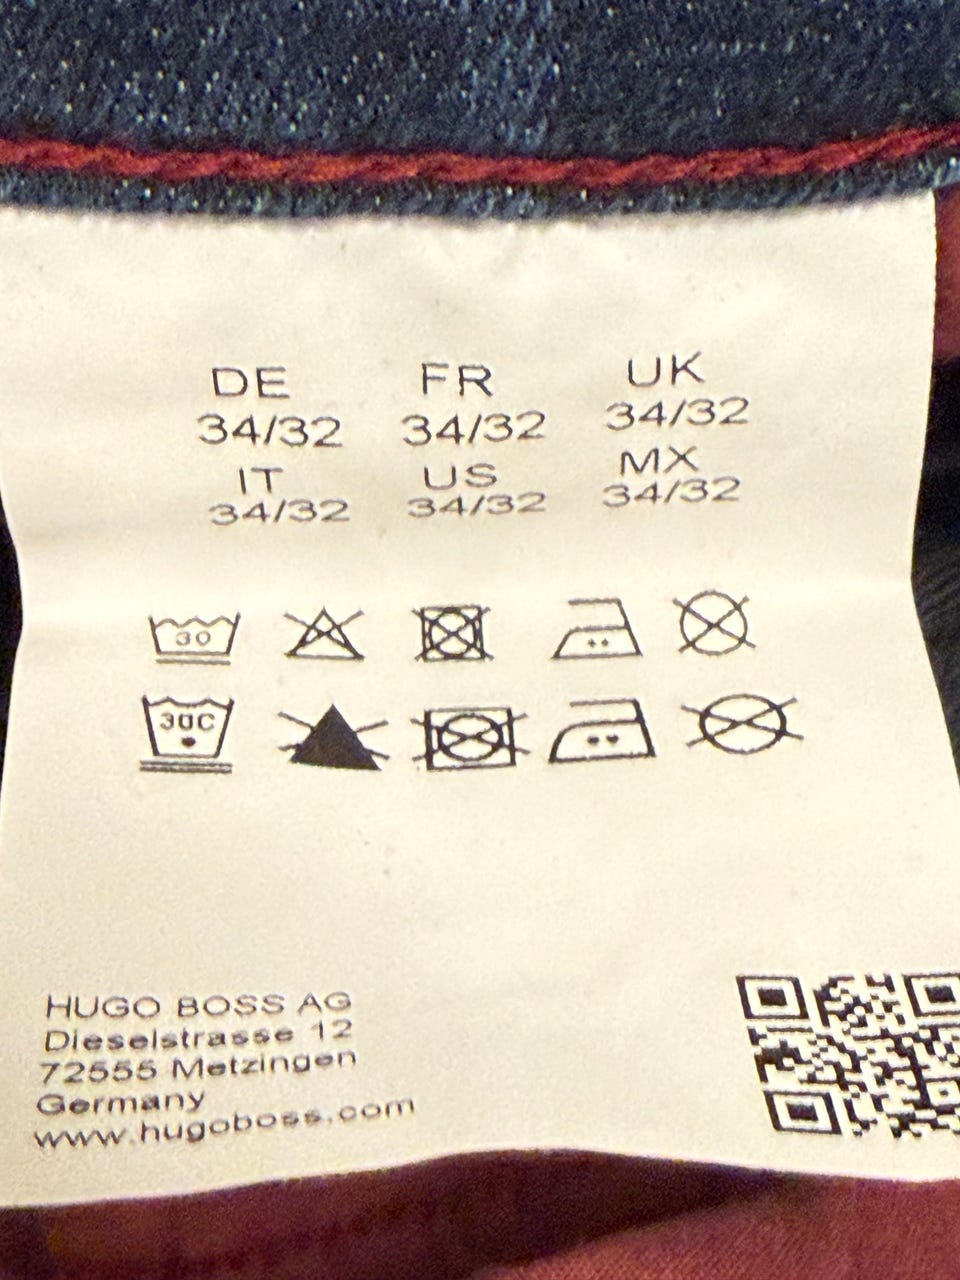 DE FR UK
34/32 34/32 34/32
IT US MX
34/32 34/32 34/32
30
30C
HUGO BOSS AG
Dieselstrasse 12
72555 Metzingen
Germany
www.hugoboss.com